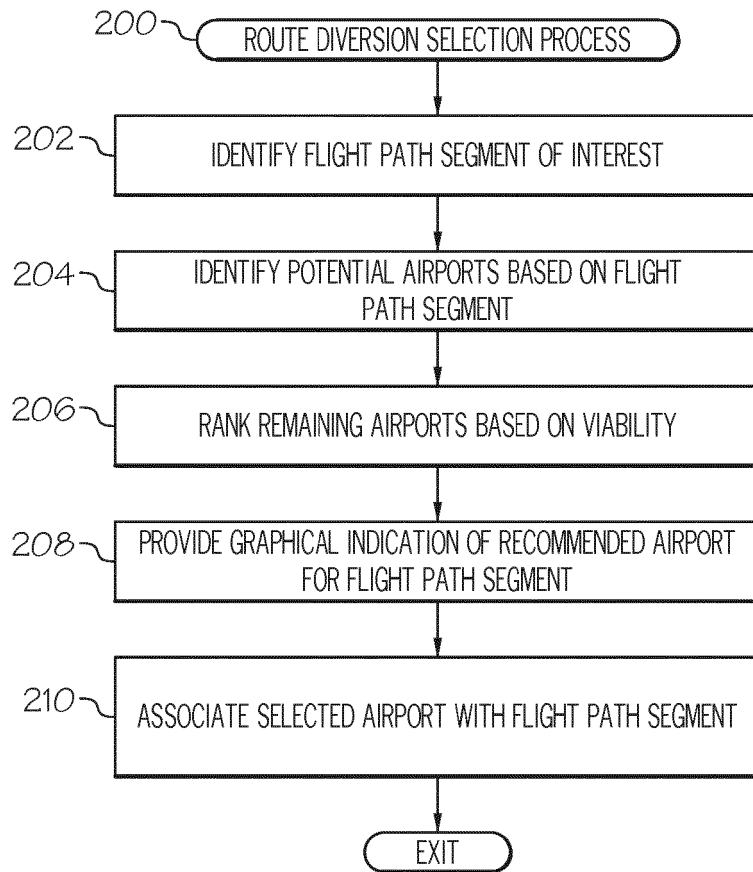 200
ROUTE DIVERSION SELECTION PROCESS
202
IDENTIFY FLIGHT PATH SEGMENT OF INTEREST
204
IDENTIFY POTENTIAL AIRPORTS BASED ON FLIGHT
PATH SEGMENT
206
RANK REMAINING AIRPORTS BASED ON VIABILITY
208
PROVIDE GRAPHICAL INDICATION OF RECOMMENDED AIRPORT
FOR FLIGHT PATH SEGMENT
210
ASSOCIATE SELECTED AIRPORT WITH FLIGHT PATH SEGMENT
EXIT